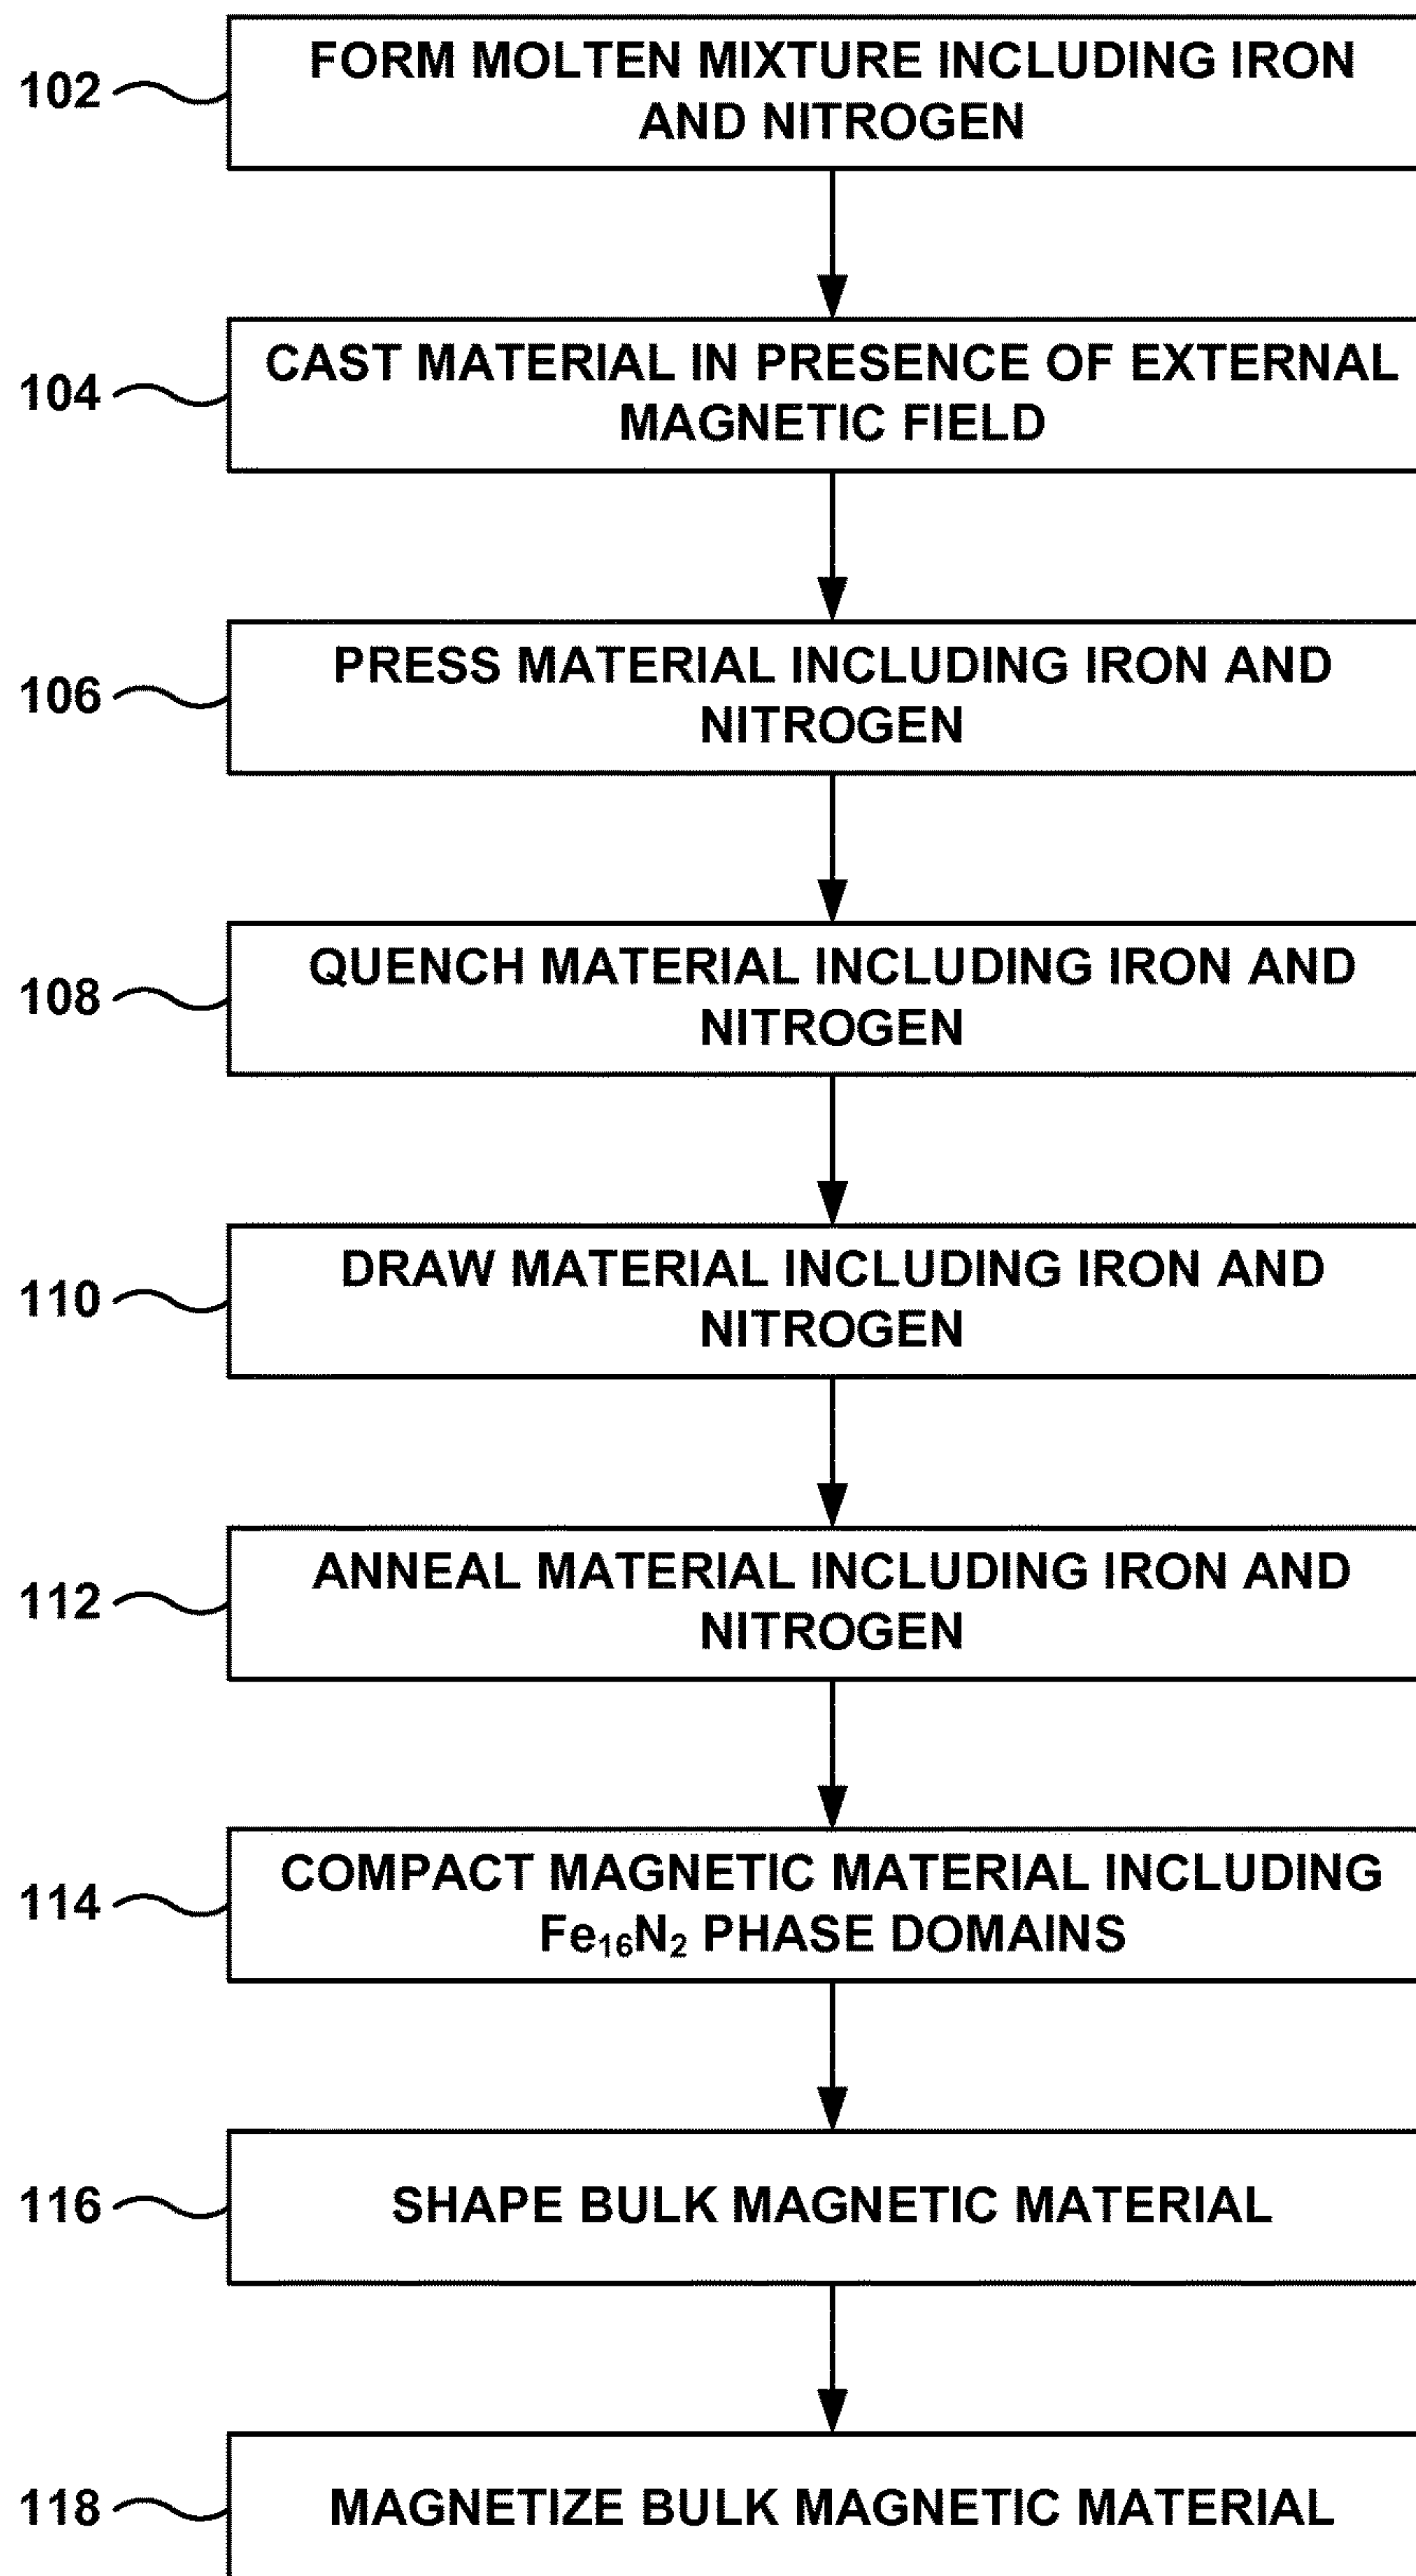 102
FORM MOLTEN MIXTURE INCLUDING IRON
AND NITROGEN
104
CAST MATERIAL IN PRESENCE OF EXTERNAL
MAGNETIC FIELD
106
PRESS MATERIAL INCLUDING IRON AND
NITROGEN
108
QUENCH MATERIAL INCLUDING IRON AND
NITROGEN
110
DRAW MATERIAL INCLUDING IRON AND
NITROGEN
112
ANNEAL MATERIAL INCLUDING IRON AND
NITROGEN
114
COMPACT MAGNETIC MATERIAL INCLUDING
Fe₁₆N₂ PHASE DOMAINS
116
SHAPE BULK MAGNETIC MATERIAL
118
MAGNETIZE BULK MAGNETIC MATERIAL